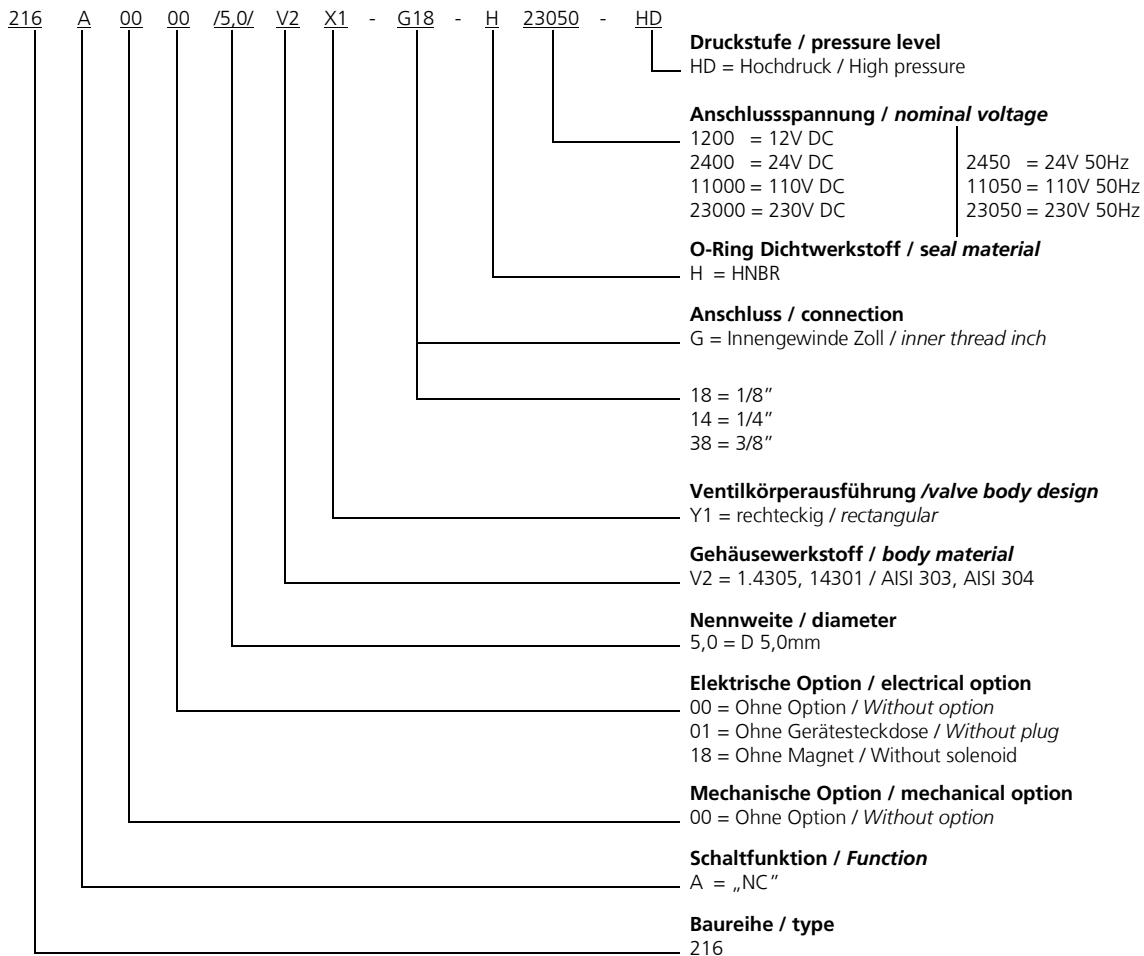 216 A 00 00 /5,0/ V2 X1 - G18 - H 23050 - HD
Druckstufe / pressure level
HD = Hochdruck / High pressure
Anschlussspannung / nominal voltage
1200 = 12V DC
2400 = 24V DC 2450 = 24V 50Hz
11000 = 110V DC 11050 = 110V 50Hz
23000 = 230V DC 23050 = 230V 50Hz
O-Ring Dichtwerkstoff / seal material
H = HNBR
Anschluss / connection
G = Innengewinde Zoll / inner thread inch
18 = 1/8”
14 = 1/4”
38 = 3/8”
Ventilkörperausführung /valve body design
Y1 = rechteckig / rectangular
Gehäusewerkstoff / body material
V2 = 1.4305, 14301 / AISI 303, AISI 304
Nennweite / diameter
5,0 = D 5,0mm
Elektrische Option / electrical option
00 = Ohne Option / Without option
01 = Ohne Gerätesteckdose / Without plug
18 = Ohne Magnet / Without solenoid
Mechanische Option / mechanical option
00 = Ohne Option / Without option
Schaltfunktion / Function
A = „NC”
Baureihe / type
216